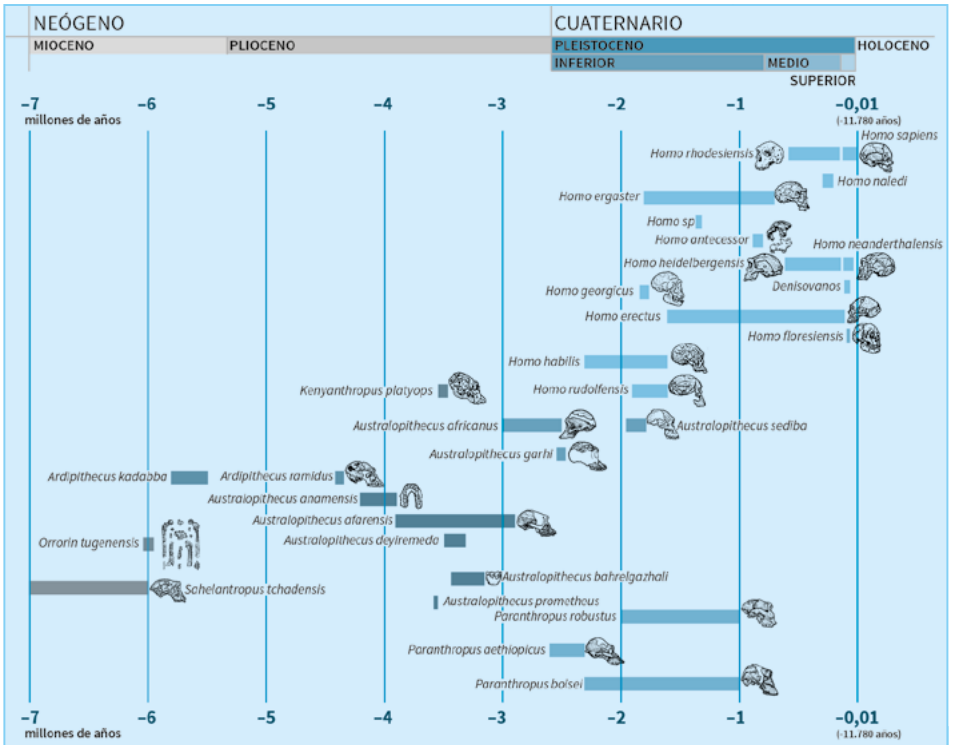 NEÓGENO
CUATERNARIO
MIOCENO
PLIOCENO
PLEISTOCENO
HOLOCENO
INFERIOR
MEDIO
SUPERIOR
–7
–6
–5
–4
–3
–2
–1
–0,01
millones de años
(-11.780 años)
Homo sapiens
Homo rhodesiensis
Homo naledi
Homo ergaster
Homo sp
Homo antecessor
Homo neanderthalensis
Homo heidelbergensis
Denisovanos
Homo georgicus
Homo erectus
Homo floresiensis
Homo habilis
Kenyanthropus platyops
Homo rudolfensis
Australopithecus africanus
Australopithecus sediba
Australopithecus garhi
Ardipithecus kadabba
Ardipithecus ramidus
Australopithecus anamensis
Australopithecus afarensis
Orrorin tugenensis
Australopithecus deyiremeda
Australopithecus bahrelgazhali
Sahelantropus tchadensis
Australopithecus prometheus
Paranthropus robustus
Paranthropus aethiopicus
Paranthropus boisei
–7
–6
–5
–4
–3
–2
–1
–0,01
millones de años
(-11.780 años)